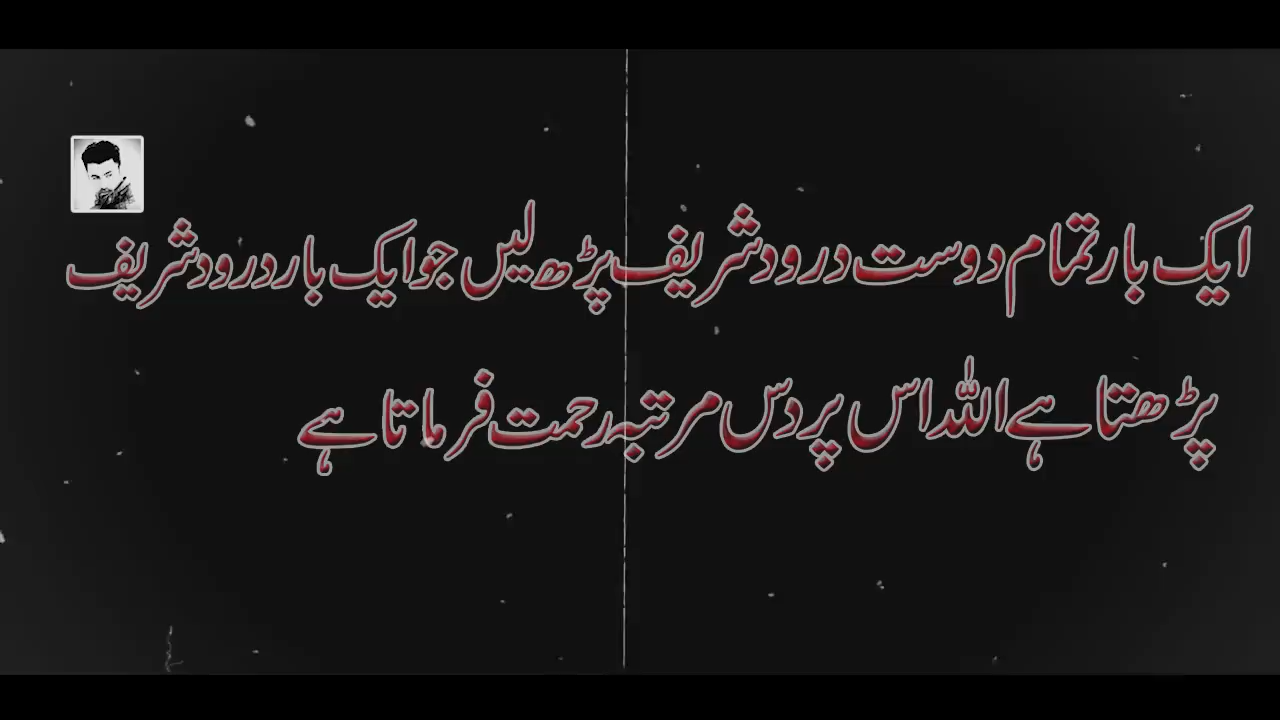 ایک بار تمام دوست درود شریف پڑھ لیں جو ایک بار درود شریف
پڑھتا ہے اللہ اس پر دس مرتبہ رحمت فرماتا ہے